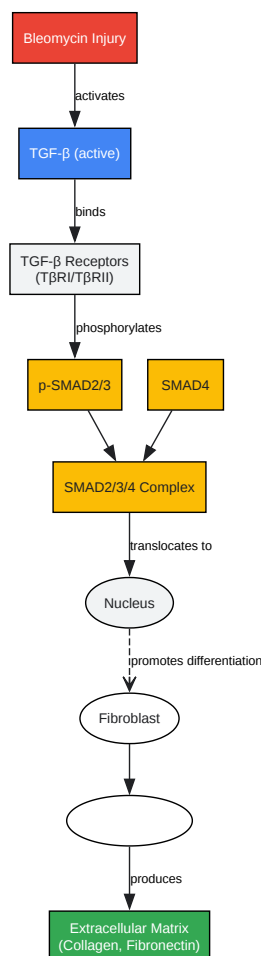 Bleomycin Injury
activates
TGF-β (active)
binds
TGF-β Receptors
(TβRI/TβRII)
phosphorylates
p-SMAD2/3
SMAD4
SMAD2/3/4 Complex
translocates to
Nucleus
promotes differentiation
Fibroblast
produces
Extracellular Matrix
(Collagen, Fibronectin)